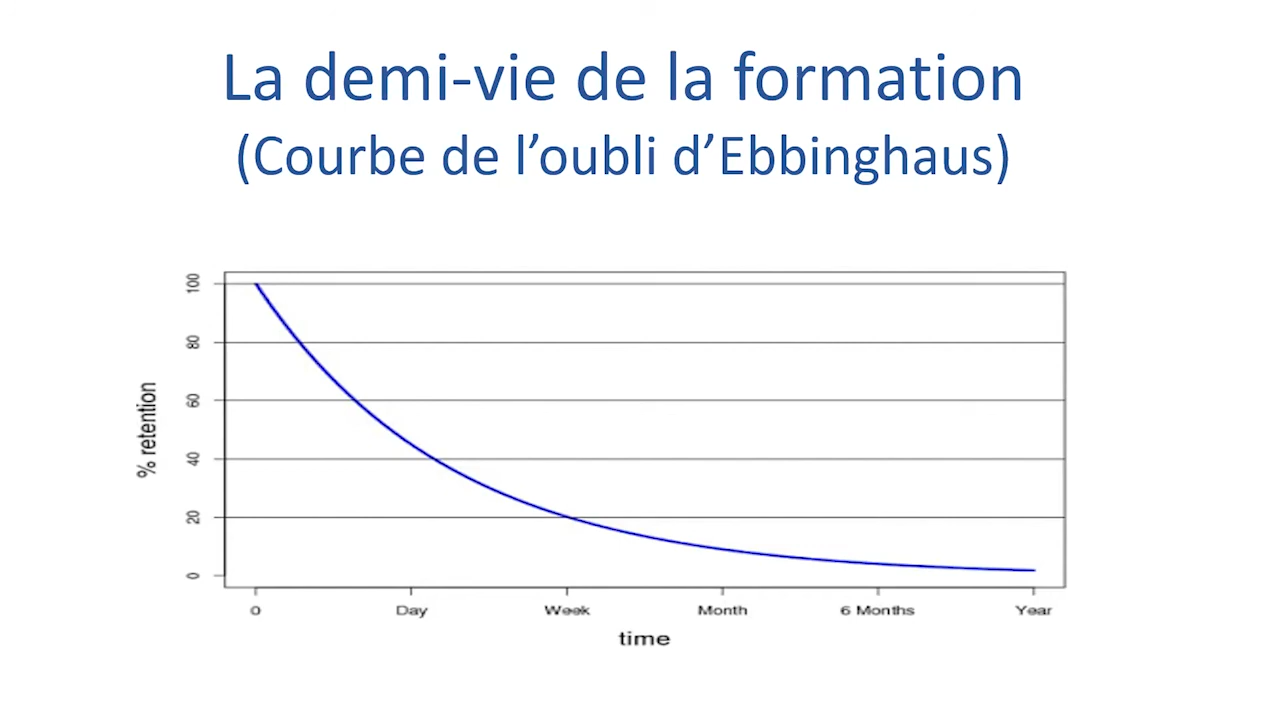 La demi-vie de la formation
(Courbe de l’oubli d’Ebbinghaus)
100
80
60
40
20
0
% retention
0 Day Week Month 6 Months Year
time